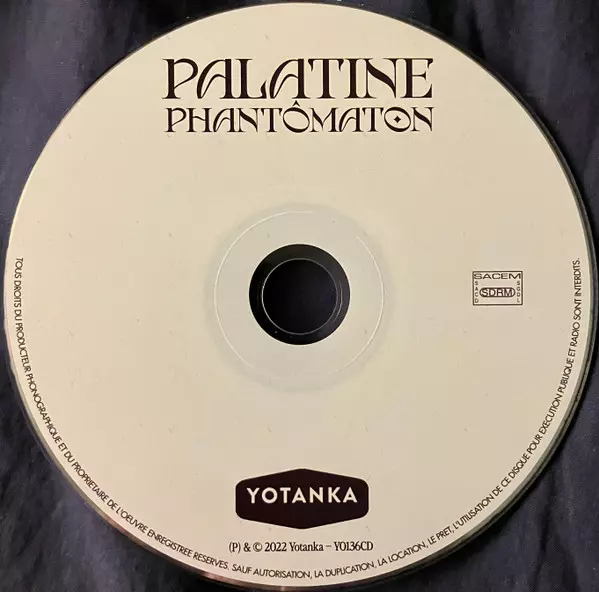 PALATINE
PHANTÔMATON
SACEM
SACD
SDRM
SGDL
YOTANKA
(P) & © 2022 Yotanka – YO136CD
TOUS DROITS DU PRODUCTEUR PHONOGRAPHIQUE ET DU PROPRIETAIRE DE L'OEUVRE ENREGISTREE RESERVES. SAUF AUTORISATION, LA DUPLICATION, LA LOCATION, LE PRET, L'UTILISATION DE CE DISQUE POUR EXECUTION PUBLIQUE ET RADIO SONT INTERDITS.